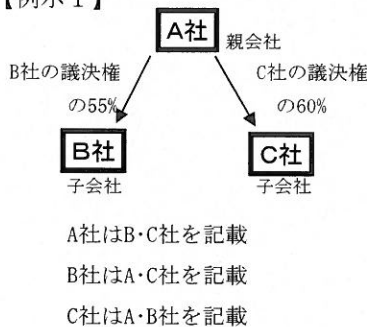 【例示1】
A社 親会社
B社の議決権 C社の議決権
の55% の60%
B社 C社
子会社 子会社
A社はB・C社を記載
B社はA・C社を記載
C社はA・B社を記載